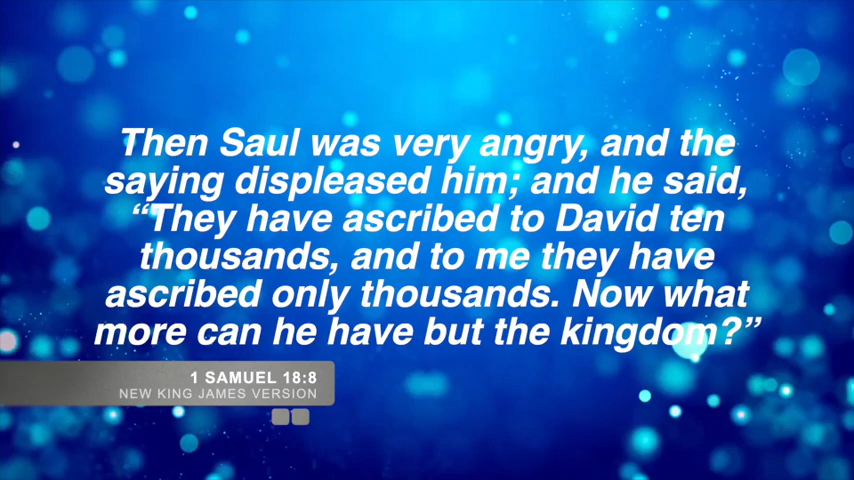 Then Saul was very angry, and the
saying displeased him; and he said,
“They have ascribed to David ten
thousands, and to me they have
ascribed only thousands. Now what
more can he have but the kingdom?”
1 SAMUEL 18:8
NEW KING JAMES VERSION